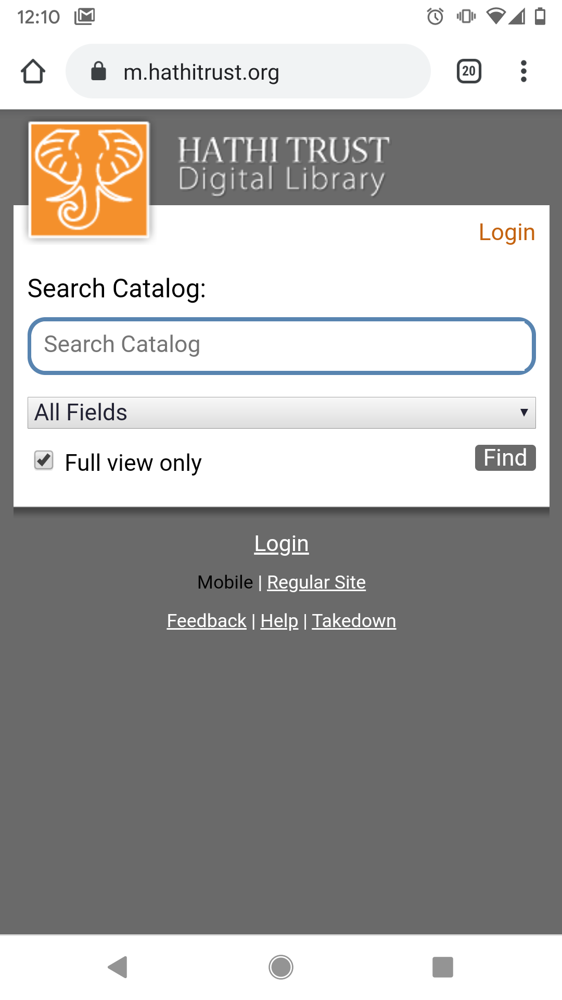 12:10
m.hathitrust.org
20
HATHI TRUST
Digital Library
Login
Search Catalog:
Search Catalog
All Fields
Full view only
Find
Login
Mobile | Regular Site
Feedback | Help | Takedown